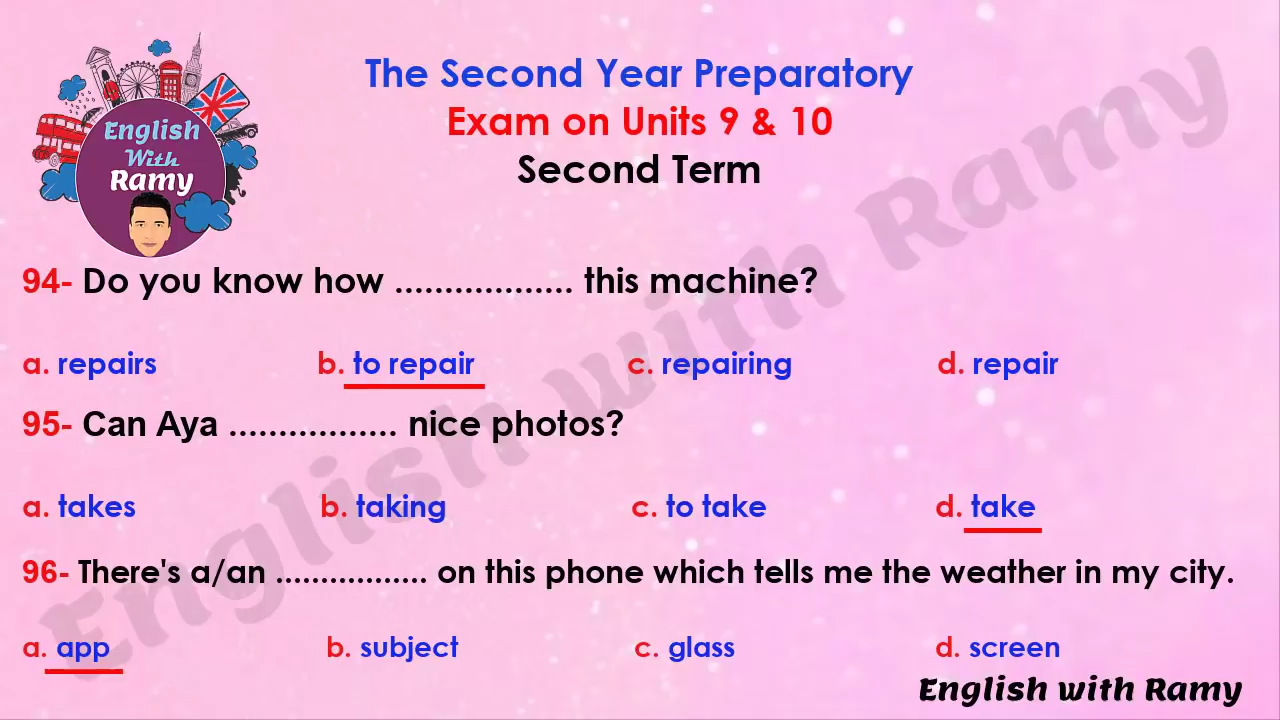 English
With
Ramy
The Second Year Preparatory
Exam on Units 9 & 10
Second Term
94- Do you know how .................. this machine?
a. repairs b. to repair c. repairing d. repair
95- Can Aya ................. nice photos?
a. takes b. taking c. to take d. take
96- There's a/an ................. on this phone which tells me the weather in my city.
a. app b. subject c. glass d. screen
English with Ramy
English with Ramy